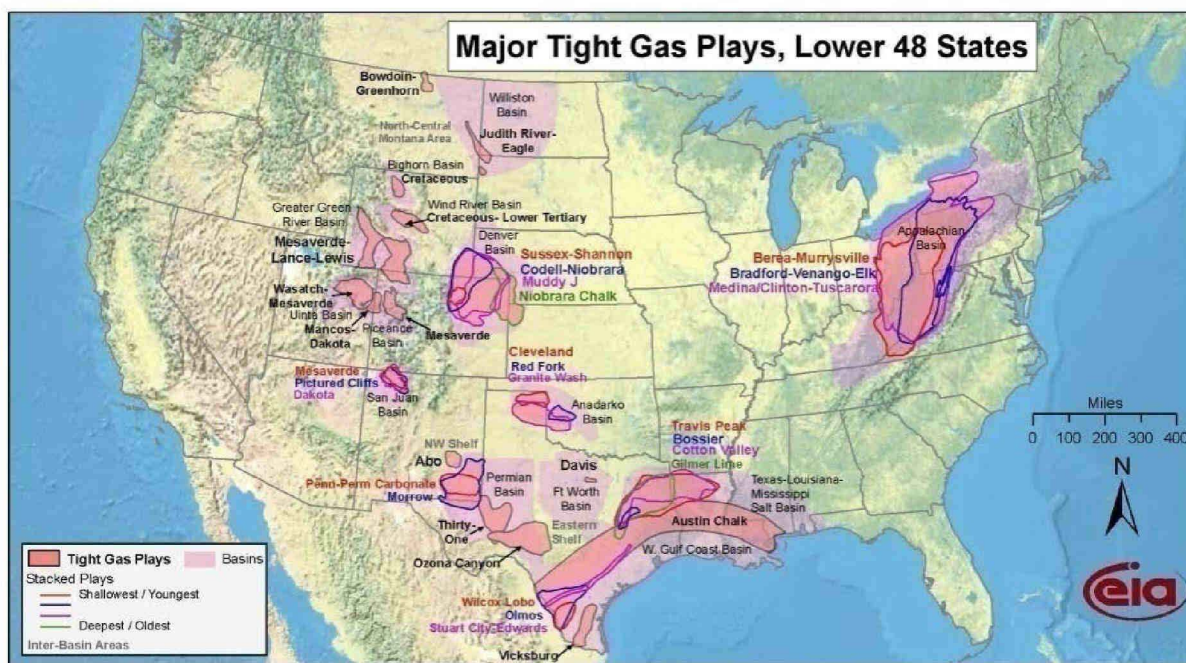 Major Tight Gas Plays, Lower 48 States
Bowdoin-
Greenhorn
Williston
Basin
North-Central
Montana Area
Judith River-
Eagle
Bighorn Basin
Cretaceous
Wind River Basin
Cretaceous- Lower Tertiary
Greater Green
River Basin
Mesaverde-
Lance-Lewis
Denver
Basin
Sussex-Shannon
Codell-Niobrara
Muddy J
Niobrara Chalk
Wasatch-
Mesaverde
Uinta Basin
Mancos-
Dakota
Piceance
Basin
Mesaverde
Appalachian
Basin
Berea-Murrysville
Bradford-Venango-Elk
Medina/Clinton-Tuscarora
Mesaverde
Pictured Cliffs
Dakota
San Juan
Basin
Cleveland
Red Fork
Granite Wash
Anadarko
Basin
Travis Peak
Bossier
Cotton Valley
Gilmer Lime
NW Shelf
Abo
Penn-Perm Carbonate
Morrow
Permian
Basin
Davis
Ft Worth
Basin
Texas-Louisiana-
Mississippi
Salt Basin
Thirty-
One
Eastern
Shelf
Austin Chalk
Ozona Canyon
W. Gulf Coast Basin
Wilcox Lobo
Olmos
Stuart City-Edwards
Vicksburg
Miles
0 100 200 300 400
N
eia
Tight Gas Plays
Basins
Stacked Plays
Shallowest / Youngest
Deepest / Oldest
Inter-Basin Areas